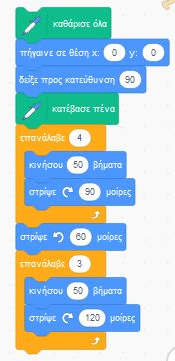 καθάρισε όλα
πήγαινε σε θέση x: 0 y: 0
δείξε προς κατεύθυνση 90
κατέβασε πένα
επανάλαβε 4
κινήσου 50 βήματα
στρίψε 90 μοίρες
στρίψε 60 μοίρες
επανάλαβε 3
κινήσου 50 βήματα
στρίψε 120 μοίρες